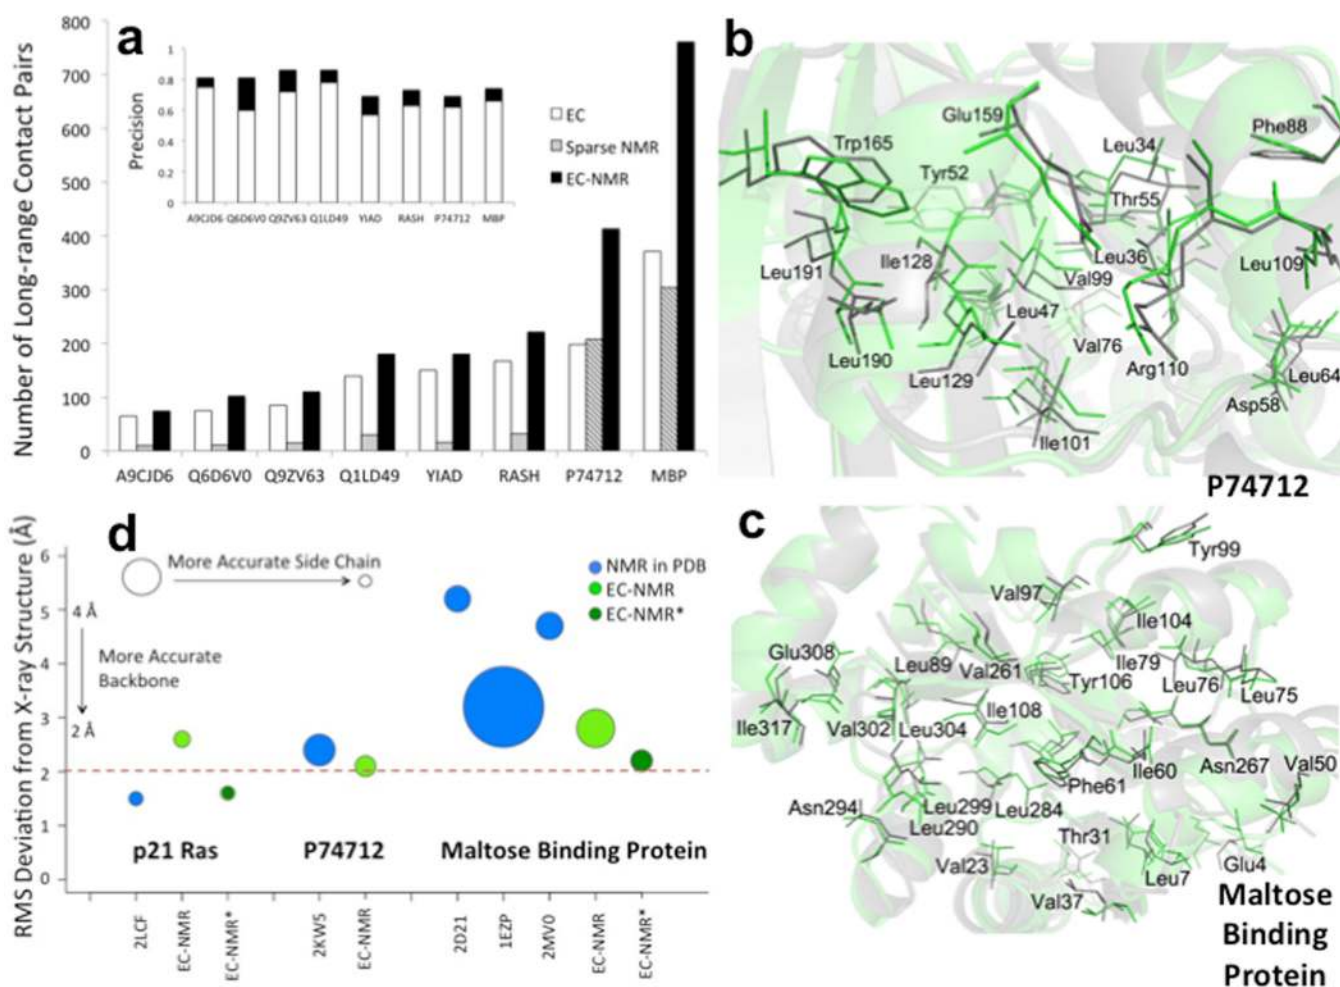 a
Number of Long-range Contact Pairs
800
700
600
500
400
300
200
100
0
Precision
1
0.8
0.6
0.4
0.2
0
A9CJD6 Q6D6V0 Q9ZV63 Q1LD49 YIAD RASH P74712 MBP
EC
Sparse NMR
EC-NMR
A9CJD6 Q6D6V0 Q9ZV63 Q1LD49 YIAD RASH P74712 MBP
b
Glu159
Phe88
Trp165
Leu34
Tyr52
Thr55
Leu191
Ile128
Leu36
Leu109
Val99
Leu47
Val76
Leu190
Leu129
Arg110
Leu64
Asp58
Ile101
P74712
c
Tyr99
Val97
Ile104
Glu308
Leu89
Val261
Ile79
Tyr106
Leu76
Leu75
Ile317
Val302
Leu304
Ile108
Ile60
Asn267
Val50
Phe61
Asn294
Leu299
Leu284
Leu290
Thr31
Val23
Leu7
Glu4
Val37
Maltose
Binding
Protein
d
RMS Deviation from X-ray Structure (Å)
6
5
4
3
2
1
0
More Accurate Side Chain
4 Å
More Accurate
Backbone
2 Å
NMR in PDB
EC-NMR
EC-NMR*
p21 Ras
P74712
Maltose Binding Protein
2LCF
EC-NMR
EC-NMR*
2KW5
EC-NMR
2D21
1EZP
2MV0
EC-NMR
EC-NMR*